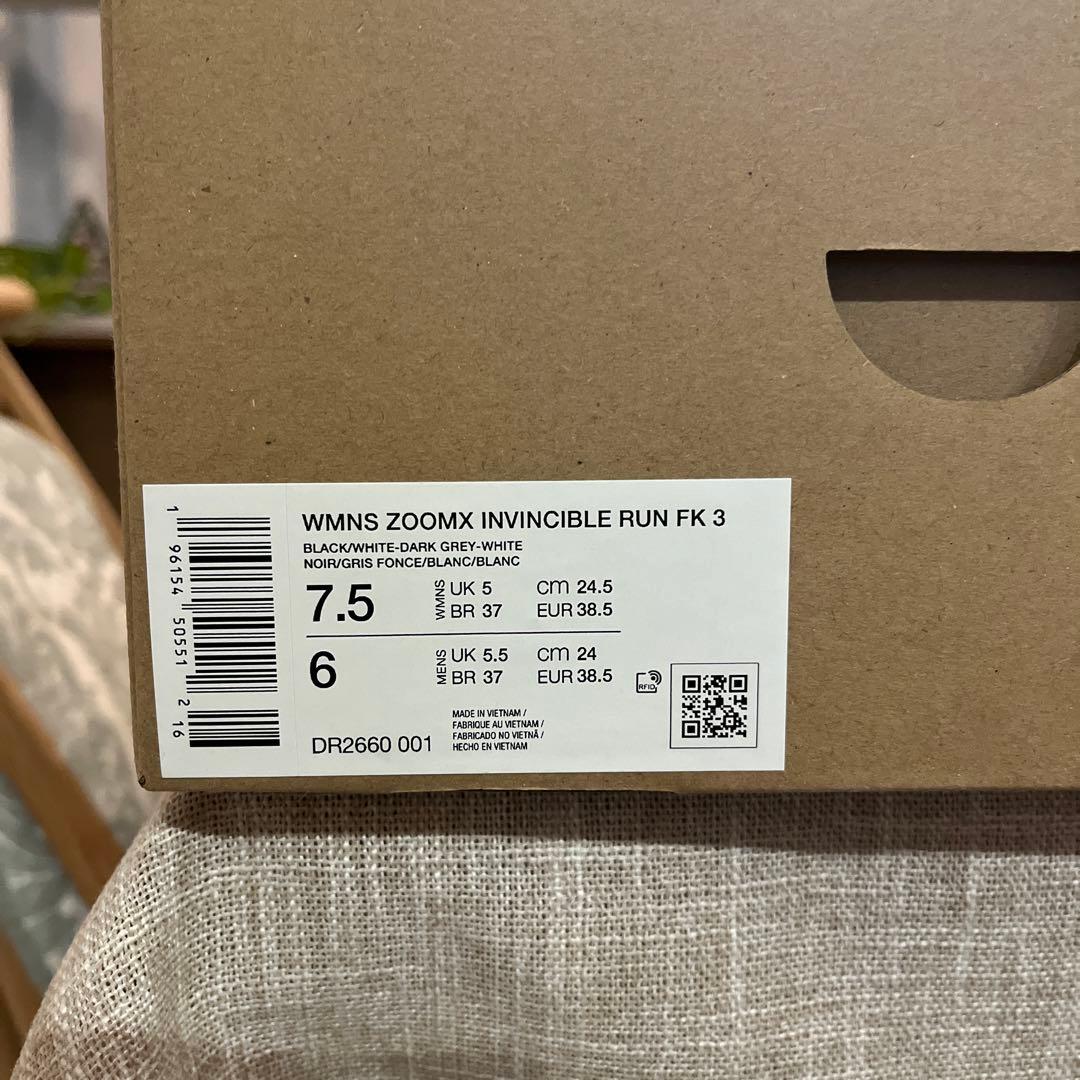 WMNS ZOOMX INVINCIBLE RUN FK 3
BLACK/WHITE-DARK GREY-WHITE
NOIR/GRIS FONCE/BLANC/BLANC
7.5 WMNS UK 5 CM 24.5
BR 37 EUR 38.5
6 MENS UK 5.5 CM 24
BR 37 EUR 38.5
RFID
DR2660 001
MADE IN VIETNAM /
FABRIQUE AU VIETNAM /
FABRICADO NO VIETNÃ /
HECHO EN VIETNAM
1 96154 50551 2 16